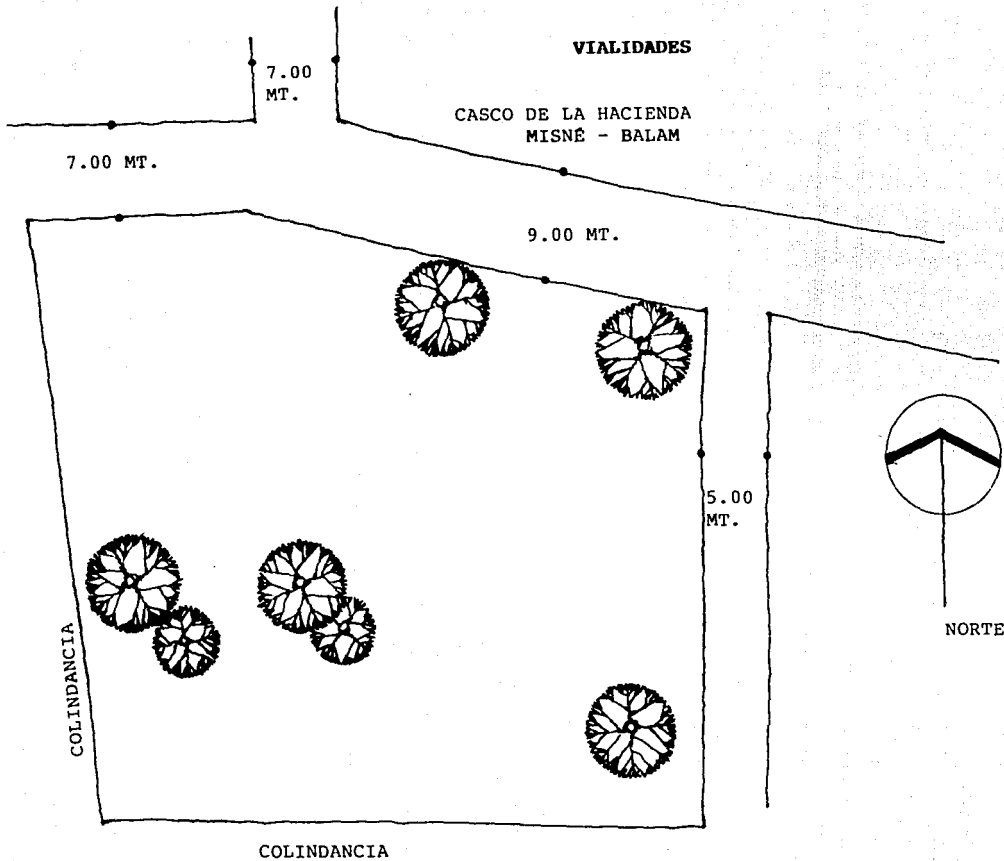 VIALIDADES
7.00
MT.
CASCO DE LA HACIENDA
MISNÉ - BALAM
7.00 MT.
9.00 MT.
5.00
MT.
NORTE
COLINDANCIA
COLINDANCIA